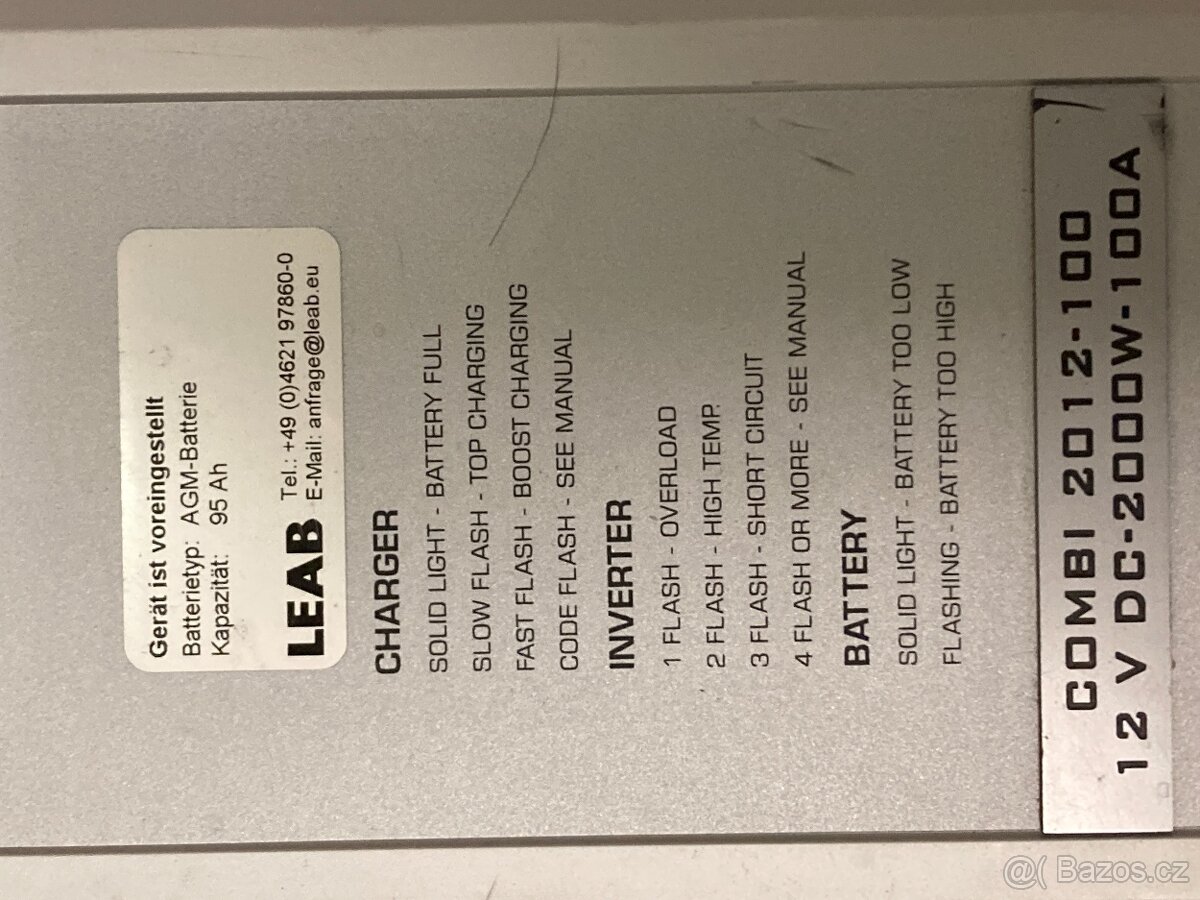 Gerät ist voreingestellt
Batterietyp: AGM-Batterie
Kapazität: 95 Ah
LEAB Tel.: +49 (0)4621 97860-0
E-Mail: anfrage@leab.eu
CHARGER
SOLID LIGHT - BATTERY FULL
SLOW FLASH - TOP CHARGING
FAST FLASH - BOOST CHARGING
CODE FLASH - SEE MANUAL
INVERTER
1 FLASH - OVERLOAD
2 FLASH - HIGH TEMP.
3 FLASH - SHORT CIRCUIT
4 FLASH OR MORE - SEE MANUAL
BATTERY
SOLID LIGHT - BATTERY TOO LOW
FLASHING - BATTERY TOO HIGH
COMBI 2012-100
12 V DC-2000W-100A
@( Bazos.cz